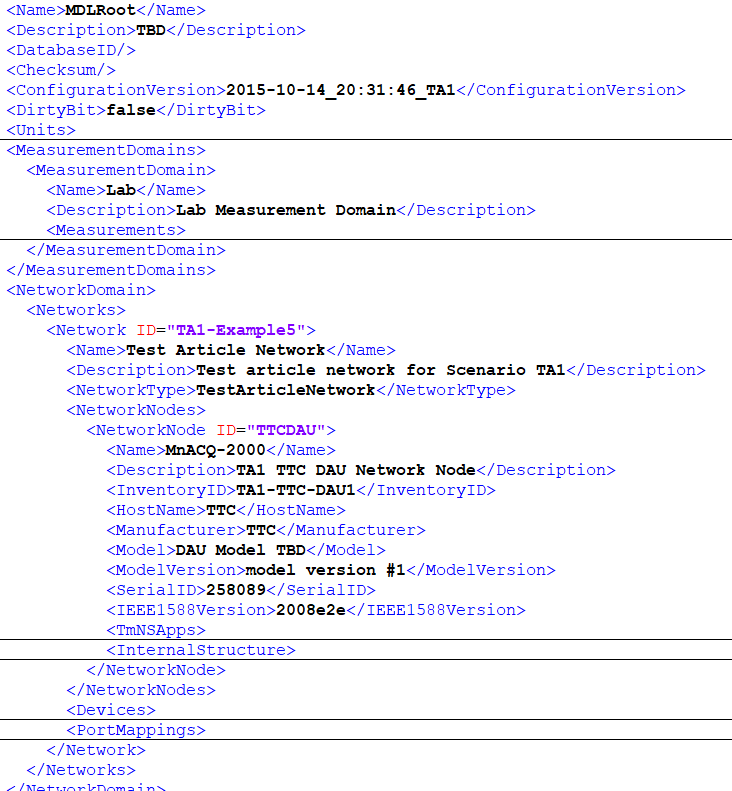 <Name>MDLRoot</Name>
<Description>TBD</Description>
<DatabaseID/>
<Checksum/>
<ConfigurationVersion>2015-10-14_20:31:46_TA1</ConfigurationVersion>
<DirtyBit>false</DirtyBit>
<Units>
<MeasurementDomains>
<MeasurementDomain>
<Name>Lab</Name>
<Description>Lab Measurement Domain</Description>
<Measurements>
</MeasurementDomain>
</MeasurementDomains>
<NetworkDomain>
<Networks>
<Network ID="TA1-Example5">
<Name>Test Article Network</Name>
<Description>Test article network for Scenario TA1</Description>
<NetworkType>TestArticleNetwork</NetworkType>
<NetworkNodes>
<NetworkNode ID="TTCDAU">
<Name>MnACQ-2000</Name>
<Description>TA1 TTC DAU Network Node</Description>
<InventoryID>TA1-TTC-DAU1</InventoryID>
<HostName>TTC</HostName>
<Manufacturer>TTC</Manufacturer>
<Model>DAU Model TBD</Model>
<ModelVersion>model version #1</ModelVersion>
<SerialID>258089</SerialID>
<IEEE1588Version>2008e2e</IEEE1588Version>
<TmNSApps>
<InternalStructure>
</NetworkNode>
</NetworkNodes>
<Devices>
<PortMappings>
</Network>
</Networks>
</NetworkDomain>